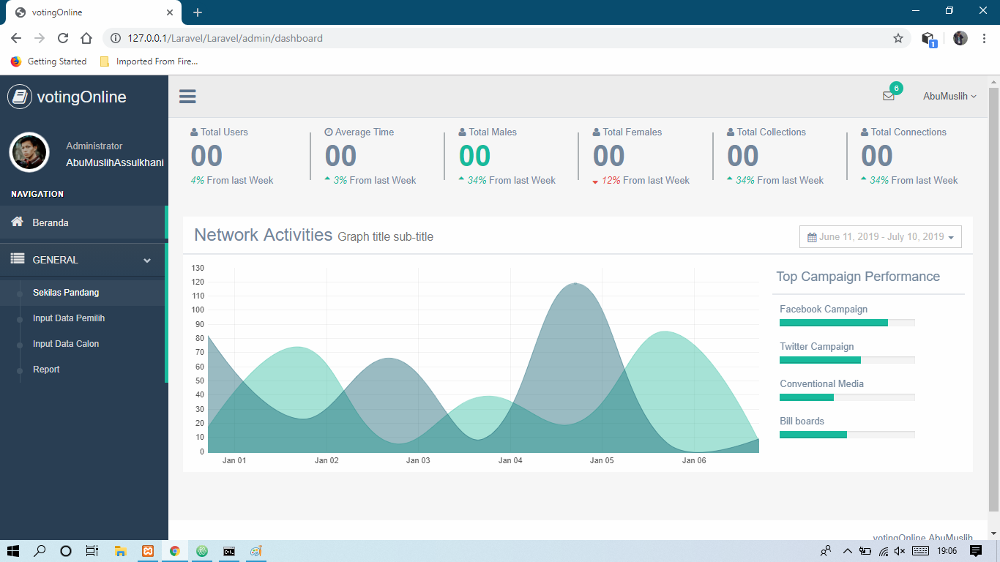 votingOnline
127.0.0.1/Laravel/Laravel/admin/dashboard
1
Getting Started
Imported From Fire...
votingOnline
6
AbuMuslih
Administrator
AbuMuslihAssulkhani
NAVIGATION
Beranda
GENERAL
Sekilas Pandang
Input Data Pemilih
Input Data Calon
Report
Total Users
00
4% From last Week
Average Time
00
3% From last Week
Total Males
00
34% From last Week
Total Females
00
12% From last Week
Total Collections
00
34% From last Week
Total Connections
00
34% From last Week
Network Activities Graph title sub-title
June 11, 2019 - July 10, 2019
130
120
110
100
90
80
70
60
50
40
30
20
10
0
Jan 01
Jan 02
Jan 03
Jan 04
Jan 05
Jan 06
Top Campaign Performance
Facebook Campaign
Twitter Campaign
Conventional Media
Bill boards
votingOnline AbuMuslih
C:\.
19:06